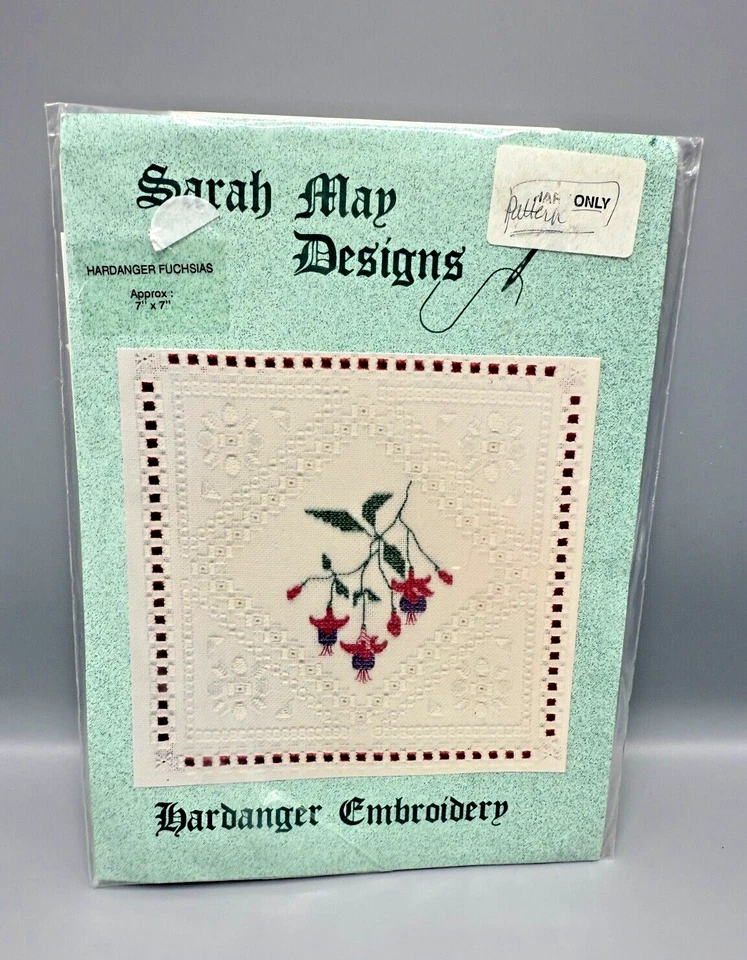 Sarah May
Designs
Pattern ONLY
HARDANGER FUCHSIAS
Approx :
7" x 7"
Hardanger Embroidery